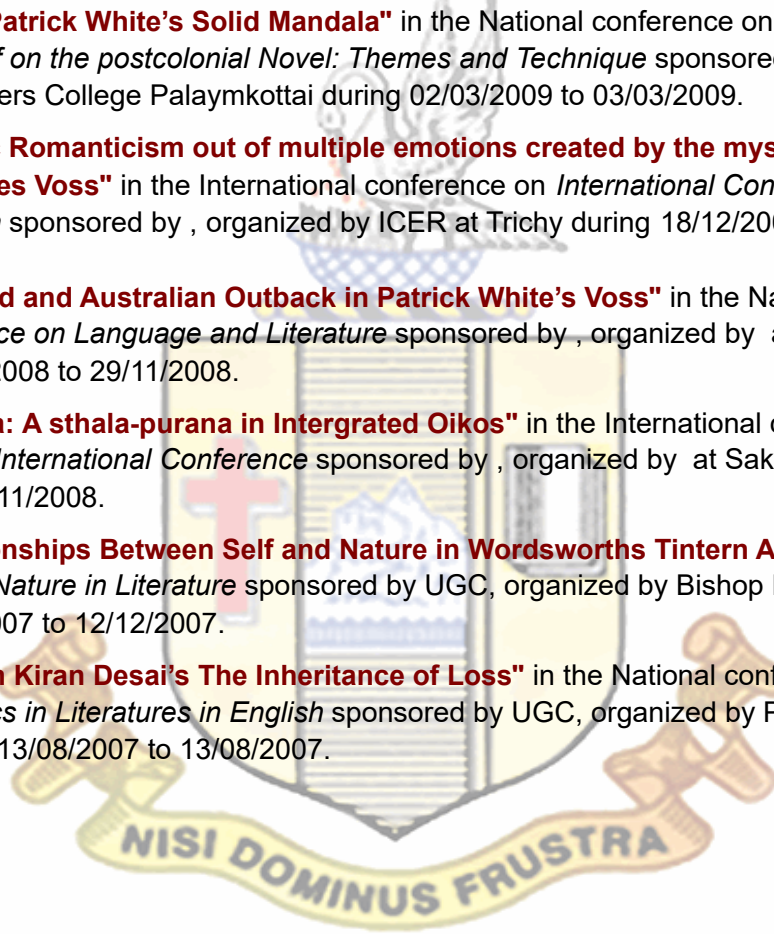 Patrick White’s Solid Mandala" in the National conference on
f on the postcolonial Novel: Themes and Technique sponsored
ers College Palaymkottai during 02/03/2009 to 03/03/2009.
Romanticism out of multiple emotions created by the mys
es Voss" in the International conference on International Con
sponsored by , organized by ICER at Trichy during 18/12/200
d and Australian Outback in Patrick White’s Voss" in the Na
ce on Language and Literature sponsored by , organized by a
2008 to 29/11/2008.
a: A sthala-purana in Intergrated Oikos" in the International c
International Conference sponsored by , organized by at Sak
11/2008.
onships Between Self and Nature in Wordsworths Tintern A
Nature in Literature sponsored by UGC, organized by Bishop
007 to 12/12/2007.
n Kiran Desai’s The Inheritance of Loss" in the National conf
cs in Literatures in English sponsored by UGC, organized by P
13/08/2007 to 13/08/2007.
NISI DOMINUS FRUSTRA